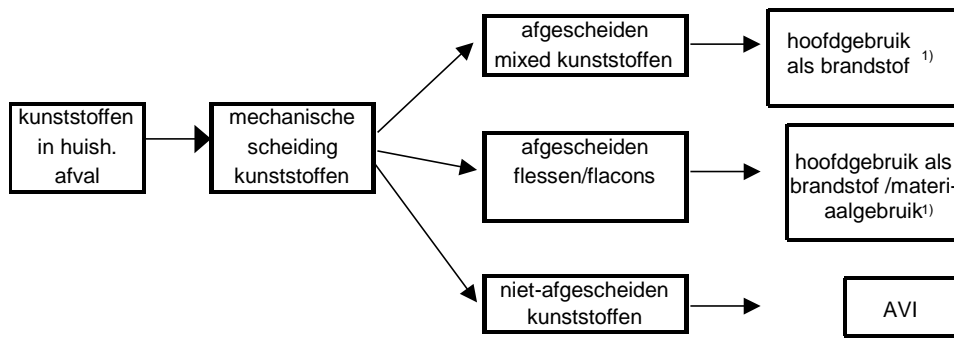 kunststoffen
in huish.
afval
mechanische
scheiding
kunststoffen
afgescheiden
mixed kunststoffen
hoofdgebruik
als brandstof 1)
afgescheiden
flessen/flacons
hoofdgebruik als
brandstof /materi-
aalgebruik1)
niet-afgescheiden
kunststoffen
AVI